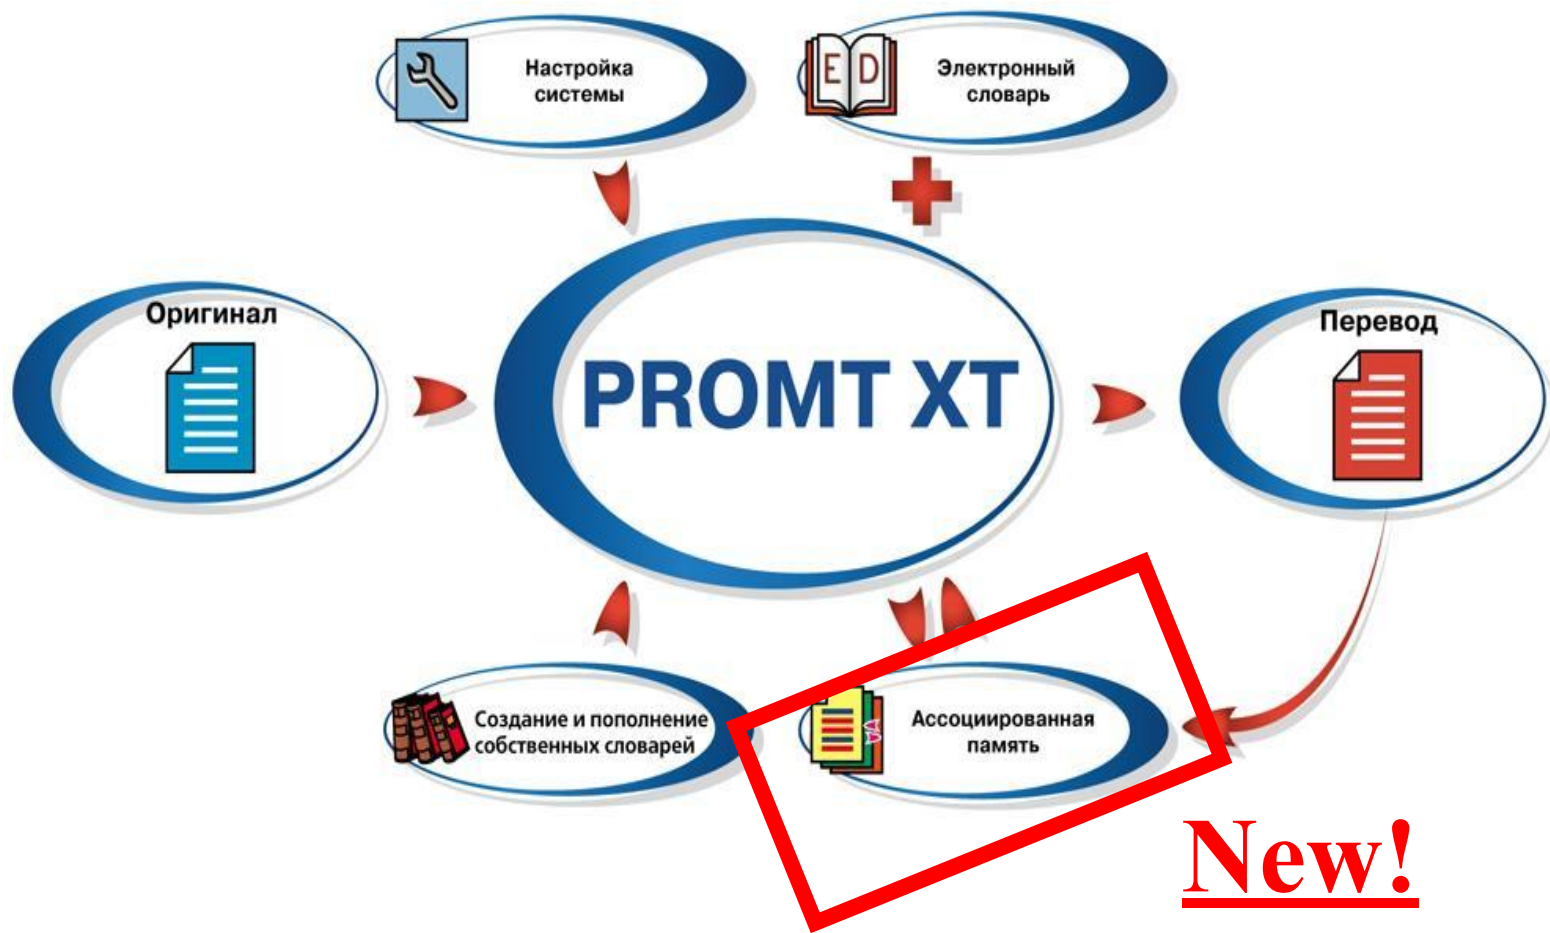 Настройка
системы
Электронный
словарь
E D
Оригинал
PROMT XT
Перевод
Создание и пополнение
собственных словарей
Ассоциированная
память
New!